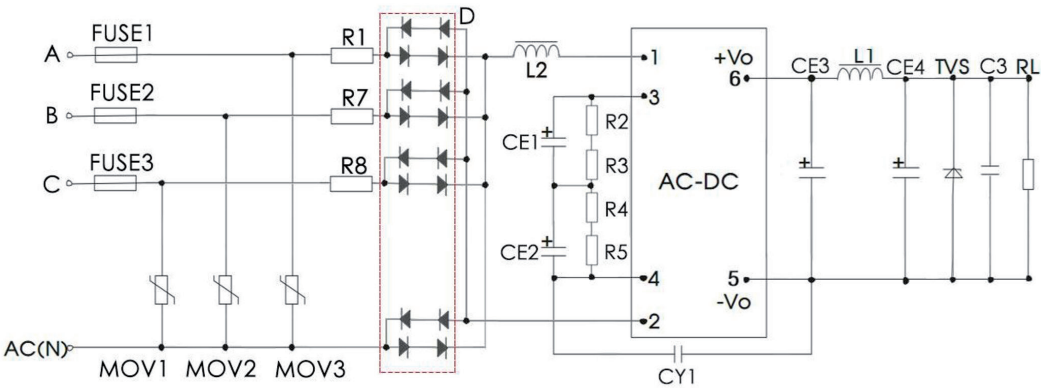 FUSE1
D
A
R1
L2
1
+Vo
6
CE3
L1
CE4
TVS
C3
RL
FUSE2
B
R7
3
R2
CE1
+
R3
FUSE3
C
R8
AC-DC
+
+
R4
CE2
+
R5
4
5
-Vo
2
AC(N)
MOV1
MOV2
MOV3
CY1